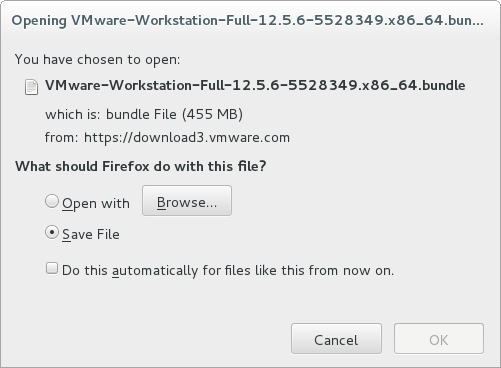 Opening VMware-Workstation-Full-12.5.6-5528349.x86_64.bun...
You have chosen to open:
VMware-Workstation-Full-12.5.6-5528349.x86_64.bundle
which is: bundle File (455 MB)
from: https://download3.vmware.com
What should Firefox do with this file?
Open with Browse...
Save File
Do this automatically for files like this from now on.
Cancel OK